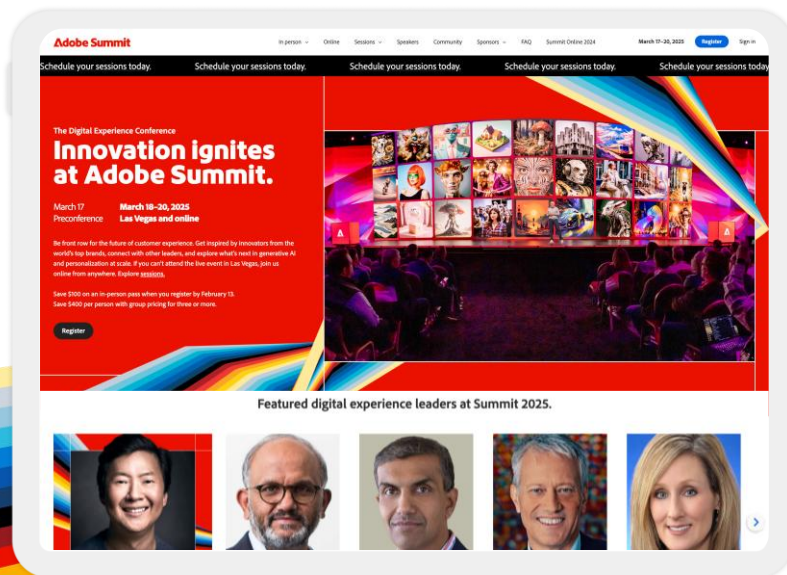 Adobe Summit
In person
Online
Sessions
Speakers
Community
Sponsors
FAQ
Summit Online 2024
March 17–20, 2025
Register
Sign in
Schedule your sessions today.
Schedule your sessions today.
Schedule your sessions today.
Schedule your sessions today.
Schedule your sessions today
The Digital Experience Conference
Innovation ignites
at Adobe Summit.
March 17
Preconference
March 18–20, 2025
Las Vegas and online
Be front row for the future of customer experience. Get inspired by innovators from the
world's top brands, connect with other leaders, and explore what's next in generative AI
and personalization at scale. If you can't attend the live event in Las Vegas, join us
online from anywhere. Explore sessions.
Save $100 on an in-person pass when you register by February 13.
Save $400 per person with group pricing for three or more.
Register
Featured digital experience leaders at Summit 2025.